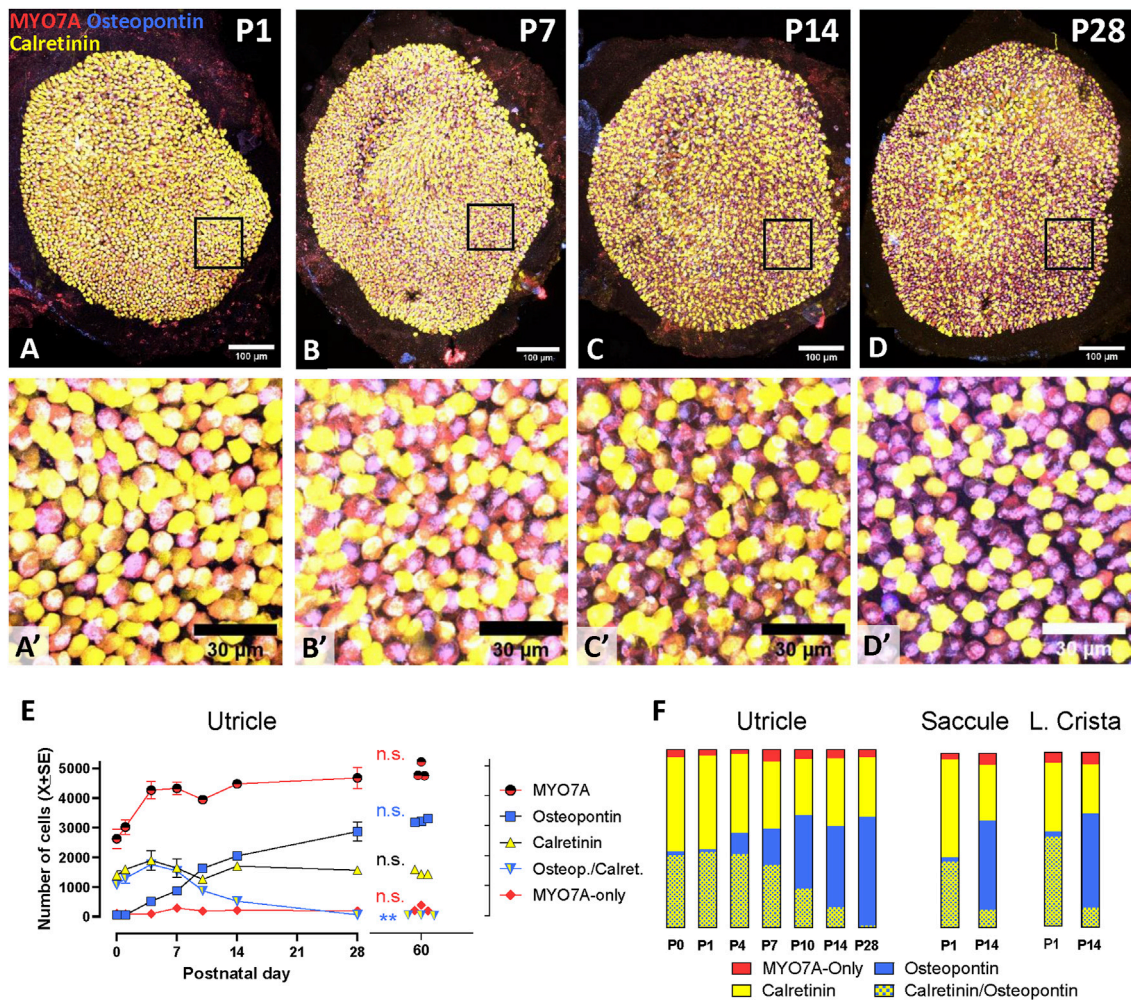 MYO7A Osteopontin
Calretinin
P1
P7
P14
P28
A
100 µm
B
100 µm
C
100 µm
D
100 µm
A'
30 µm
B'
30 µm
C'
30 µm
D'
30 µm
E
Utricle
Number of cells (X±SE)
5000
4000
3000
2000
1000
0
0 7 14 21 28 60
Postnatal day
n.s.
n.s.
n.s.
n.s.
**
MYO7A
Osteopontin
Calretinin
Osteop./Calret.
MYO7A-only
F
Utricle Saccule L. Crista
P0 P1 P4 P7 P10 P14 P28 P1 P14 P1 P14
MYO7A-Only Osteopontin
Calretinin Calretinin/Osteopontin